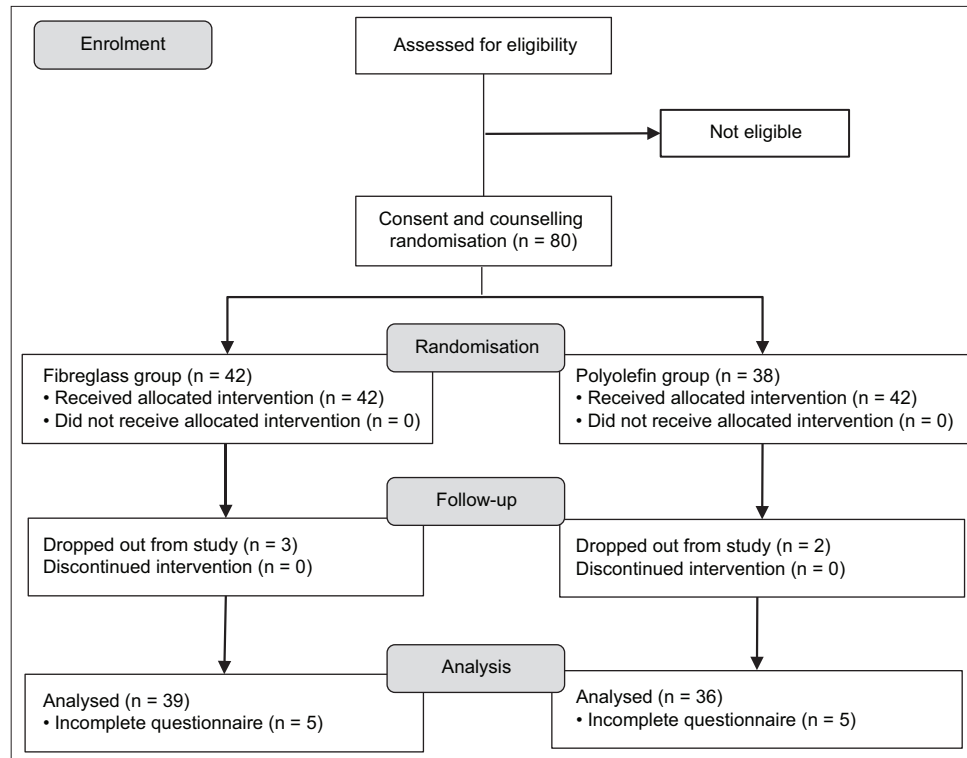 Enrolment
Assessed for eligibility
Not eligible
Consent and counselling
randomisation (n = 80)
Randomisation
Fibreglass group (n = 42)
• Received allocated intervention (n = 42)
• Did not receive allocated intervention (n = 0)
Polyolefin group (n = 38)
• Received allocated intervention (n = 42)
• Did not receive allocated intervention (n = 0)
Follow-up
Dropped out from study (n = 3)
Discontinued intervention (n = 0)
Dropped out from study (n = 2)
Discontinued intervention (n = 0)
Analysis
Analysed (n = 39)
• Incomplete questionnaire (n = 5)
Analysed (n = 36)
• Incomplete questionnaire (n = 5)